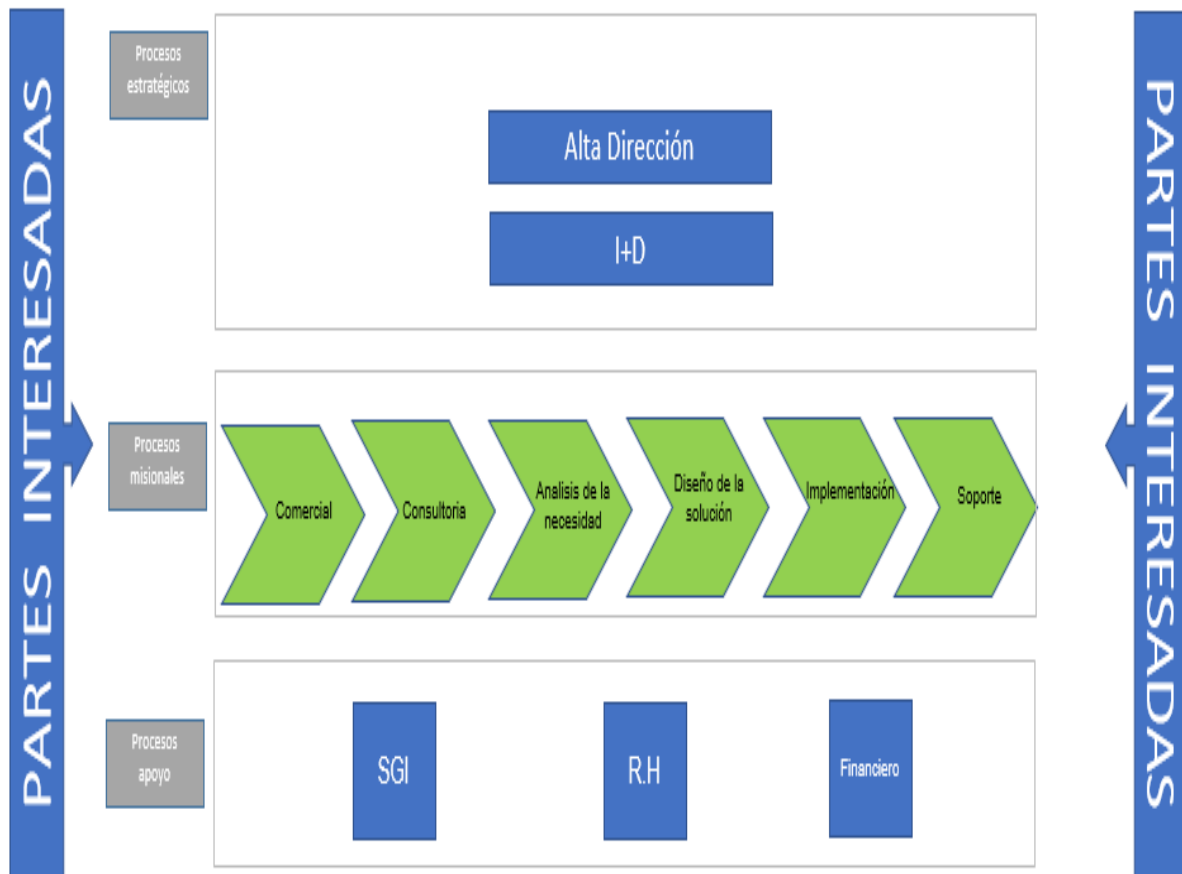 PARTES INTERESADAS
Procesos
estratégicos
Alta Dirección
I+D
Procesos
misionales
Comercial
Consultoria
Analisis de la
necesidad
Diseño de la
solución
Implementación
Soporte
Procesos
apoyo
SGI
R.H
Financiero
PARTES INTERESADAS